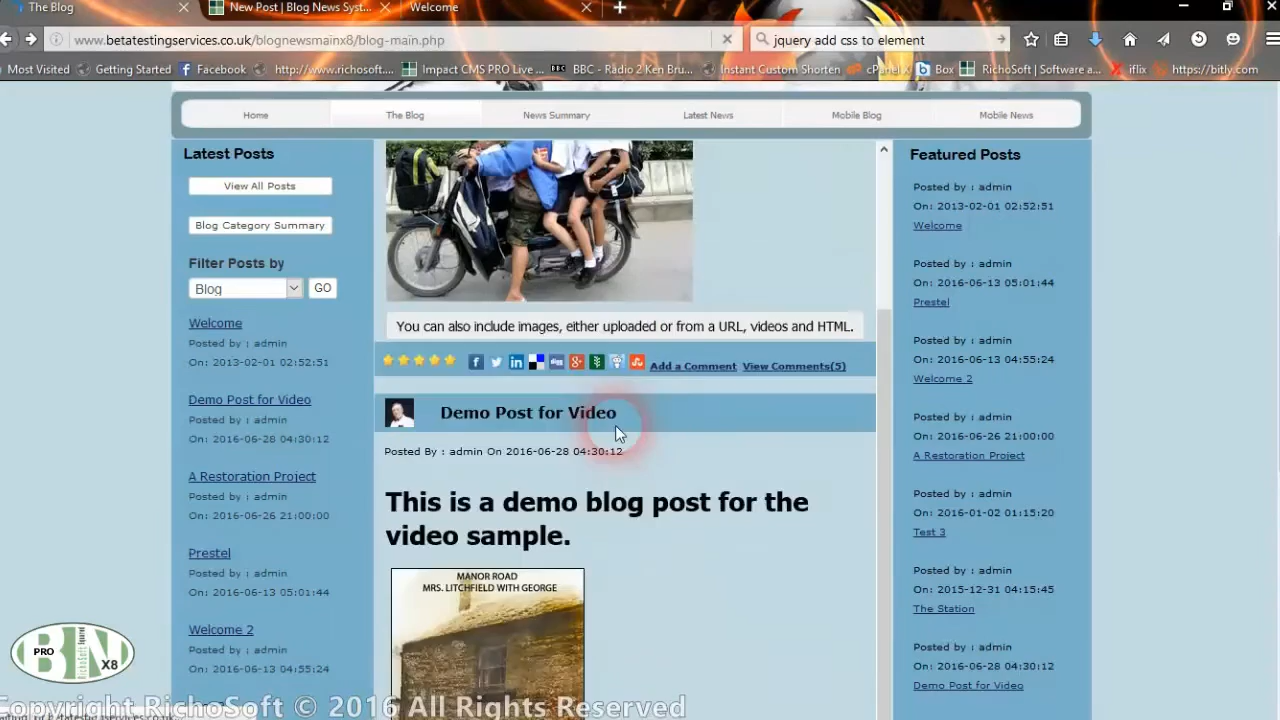 The Blog
New Post | Blog News Syst...
Welcome
www.betatestingservices.co.uk/blognewsmainx8/blog-main.php
jquery add css to element
Most Visited
Getting Started
Facebook
http://www.richosoft....
Impact CMS PRO Live ...
BBC - Radio 2 Ken Bru...
Instant Custom Shorten
cPanel X
Box
RichoSoft | Software a...
iflix
https://bitly.com
Home
The Blog
News Summary
Latest News
Mobile Blog
Mobile News
Latest Posts
View All Posts
Blog Category Summary
Filter Posts by
Blog
GO
Welcome
Posted by : admin
On: 2013-02-01 02:52:51
Demo Post for Video
Posted by : admin
On: 2016-06-28 04:30:12
A Restoration Project
Posted by : admin
On: 2016-06-26 21:00:00
Prestel
Posted by : admin
On: 2016-06-13 05:01:44
Welcome 2
Posted by : admin
On: 2016-06-13 04:55:24
You can also include images, either uploaded or from a URL, videos and HTML.
Add a Comment View Comments(5)
Demo Post for Video
Posted By : admin On 2016-06-28 04:30:12
This is a demo blog post for the
video sample.
MANOR ROAD
MRS. LITCHFIELD WITH GEORGE
Featured Posts
Posted by : admin
On: 2013-02-01 02:52:51
Welcome
Posted by : admin
On: 2016-06-13 05:01:44
Prestel
Posted by : admin
On: 2016-06-13 04:55:24
Welcome 2
Posted by : admin
On: 2016-06-26 21:00:00
A Restoration Project
Posted by : admin
On: 2016-01-02 01:15:20
Test 3
Posted by : admin
On: 2015-12-31 04:15:45
The Station
Posted by : admin
On: 2016-06-28 04:30:12
Demo Post for Video
PRO
BN
X8
Copyright RichoSoft © 2016 All Rights Reserved